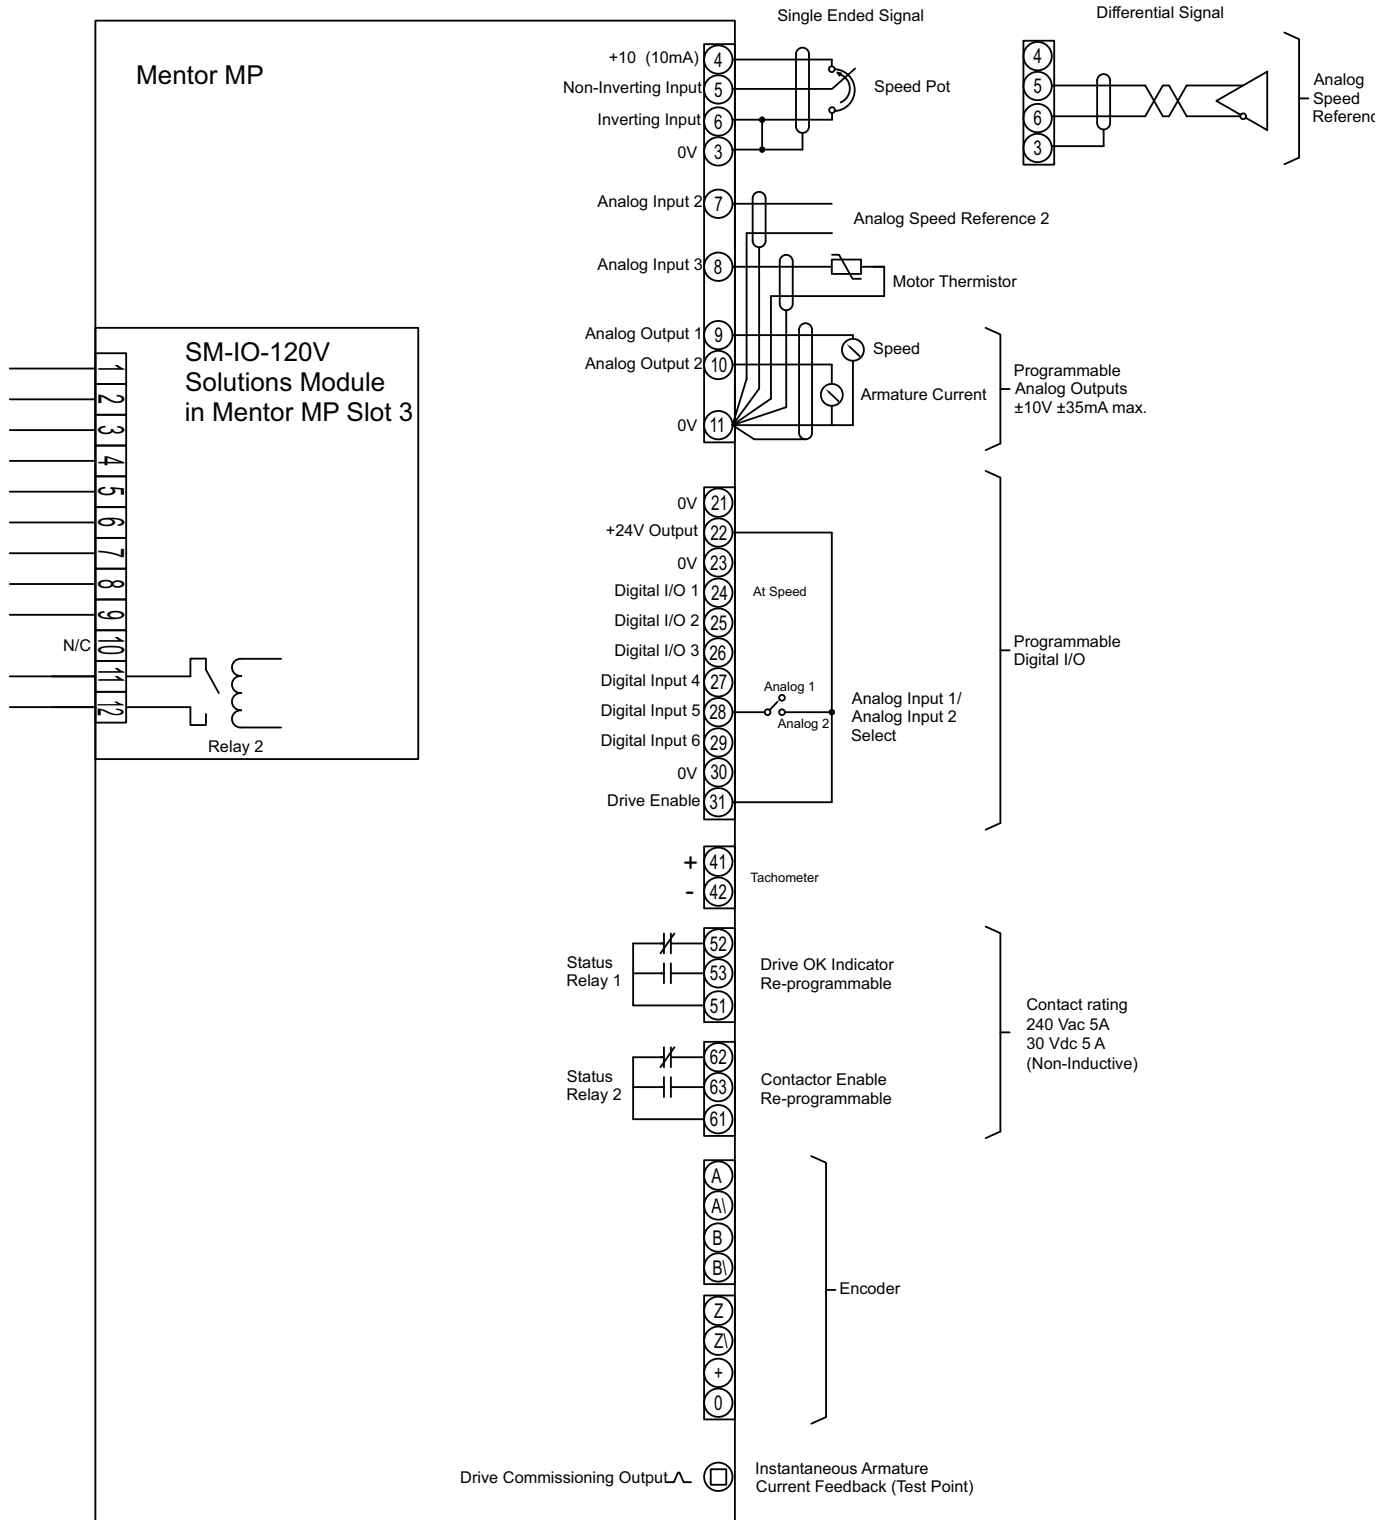 Single Ended Signal
Differential Signal
Mentor MP
+10 (10mA)
4
Non-Inverting Input
5
Speed Pot
Inverting Input
6
0V
3
4
5
6
3
Analog
Speed
Analog Input 2
7
Analog Speed Reference 2
Analog Input 3
8
Motor Thermistor
Analog Output 1
9
Speed
Analog Output 2
10
Armature Current
0V
11
Programmable
Analog Outputs
±10V ±35mA max.
SM-IO-120V
Solutions Module
in Mentor MP Slot 3
1
2
3
4
5
6
7
8
9
N/C
10
11
12
Relay 2
0V
21
+24V Output
22
0V
23
Digital I/O 1
24
At Speed
Digital I/O 2
25
Digital I/O 3
26
Digital Input 4
27
Analog 1
Digital Input 5
28
Analog 2
Digital Input 6
29
0V
30
Drive Enable
31
Analog Input 1/
Analog Input 2
Select
Programmable
Digital I/O
+
41
-
42
Tachometer
Status
Relay 1
52
53
51
Drive OK Indicator
Re-programmable
Status
Relay 2
62
63
61
Contactor Enable
Re-programmable
Contact rating
240 Vac 5A
30 Vdc 5 A
(Non-Inductive)
A
A\
B
B\
Z
Z\
+
0
Encoder
Drive Commissioning Output
Instantaneous Armature
Current Feedback (Test Point)